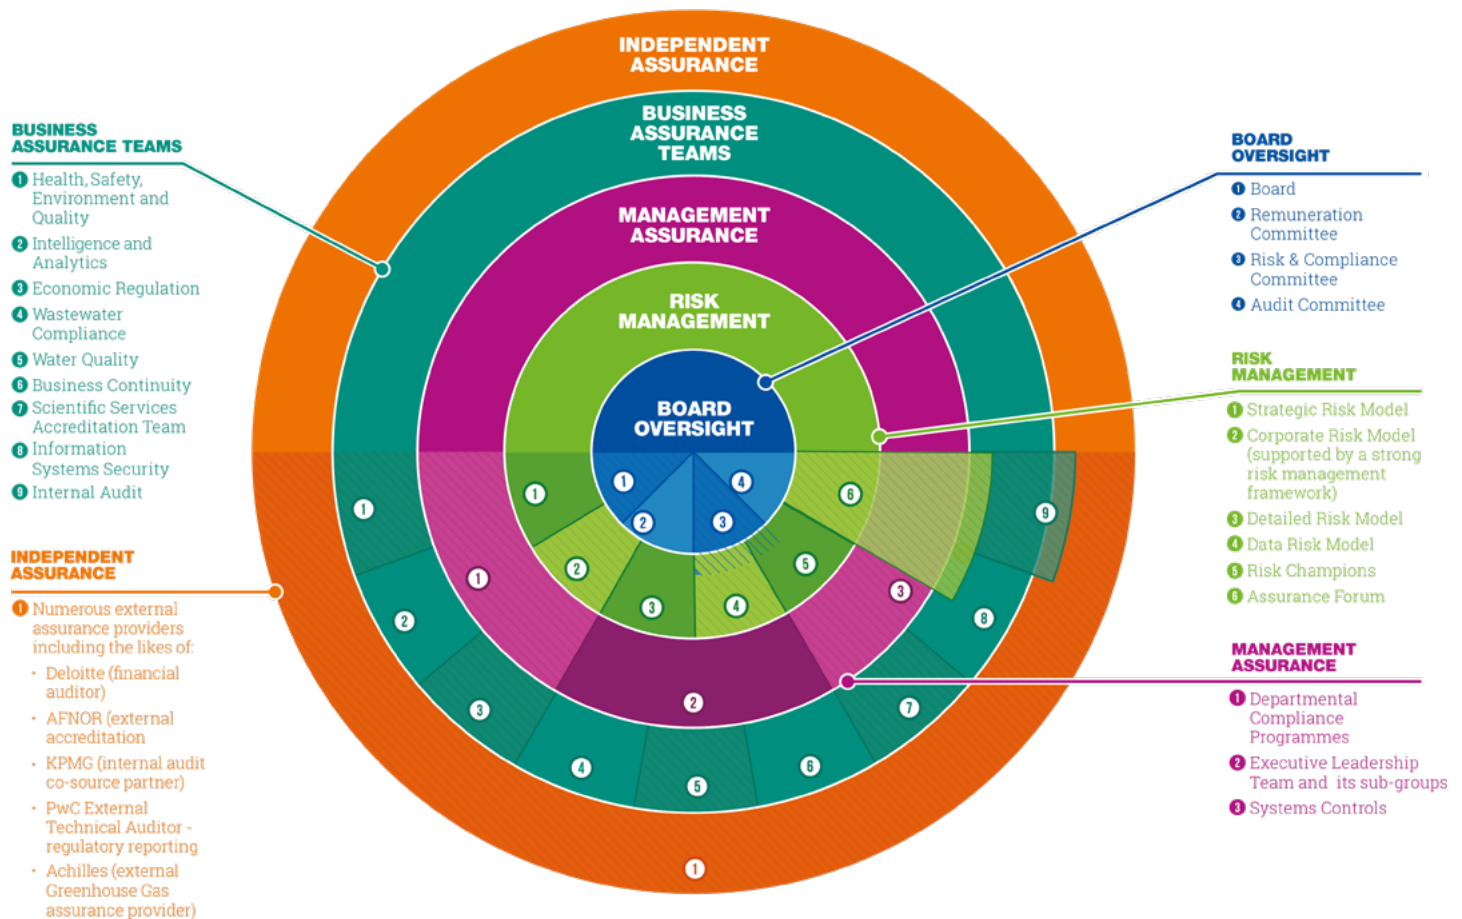 INDEPENDENT
ASSURANCE
BUSINESS
ASSURANCE
TEAMS
MANAGEMENT
ASSURANCE
RISK
MANAGEMENT
BOARD
OVERSIGHT
1
2
3
4
1
2
3
4
5
6
1
2
3
1
2
3
4
5
6
7
8
9
1
BUSINESS
ASSURANCE TEAMS
1 Health, Safety,
Environment and
Quality
2 Intelligence and
Analytics
3 Economic Regulation
4 Wastewater
Compliance
5 Water Quality
6 Business Continuity
7 Scientific Services
Accreditation Team
8 Information
Systems Security
9 Internal Audit
INDEPENDENT
ASSURANCE
1 Numerous external
assurance providers
including the likes of:
· Deloitte (financial
auditor)
· AFNOR (external
accreditation
· KPMG (internal audit
co-source partner)
· PwC External
Technical Auditor -
regulatory reporting
· Achilles (external
Greenhouse Gas
assurance provider)
BOARD
OVERSIGHT
1 Board
2 Remuneration
Committee
3 Risk & Compliance
Committee
4 Audit Committee
RISK
MANAGEMENT
1 Strategic Risk Model
2 Corporate Risk Model
(supported by a strong
risk management
framework)
3 Detailed Risk Model
4 Data Risk Model
5 Risk Champions
6 Assurance Forum
MANAGEMENT
ASSURANCE
1 Departmental
Compliance
Programmes
2 Executive Leadership
Team and its sub-groups
3 Systems Controls